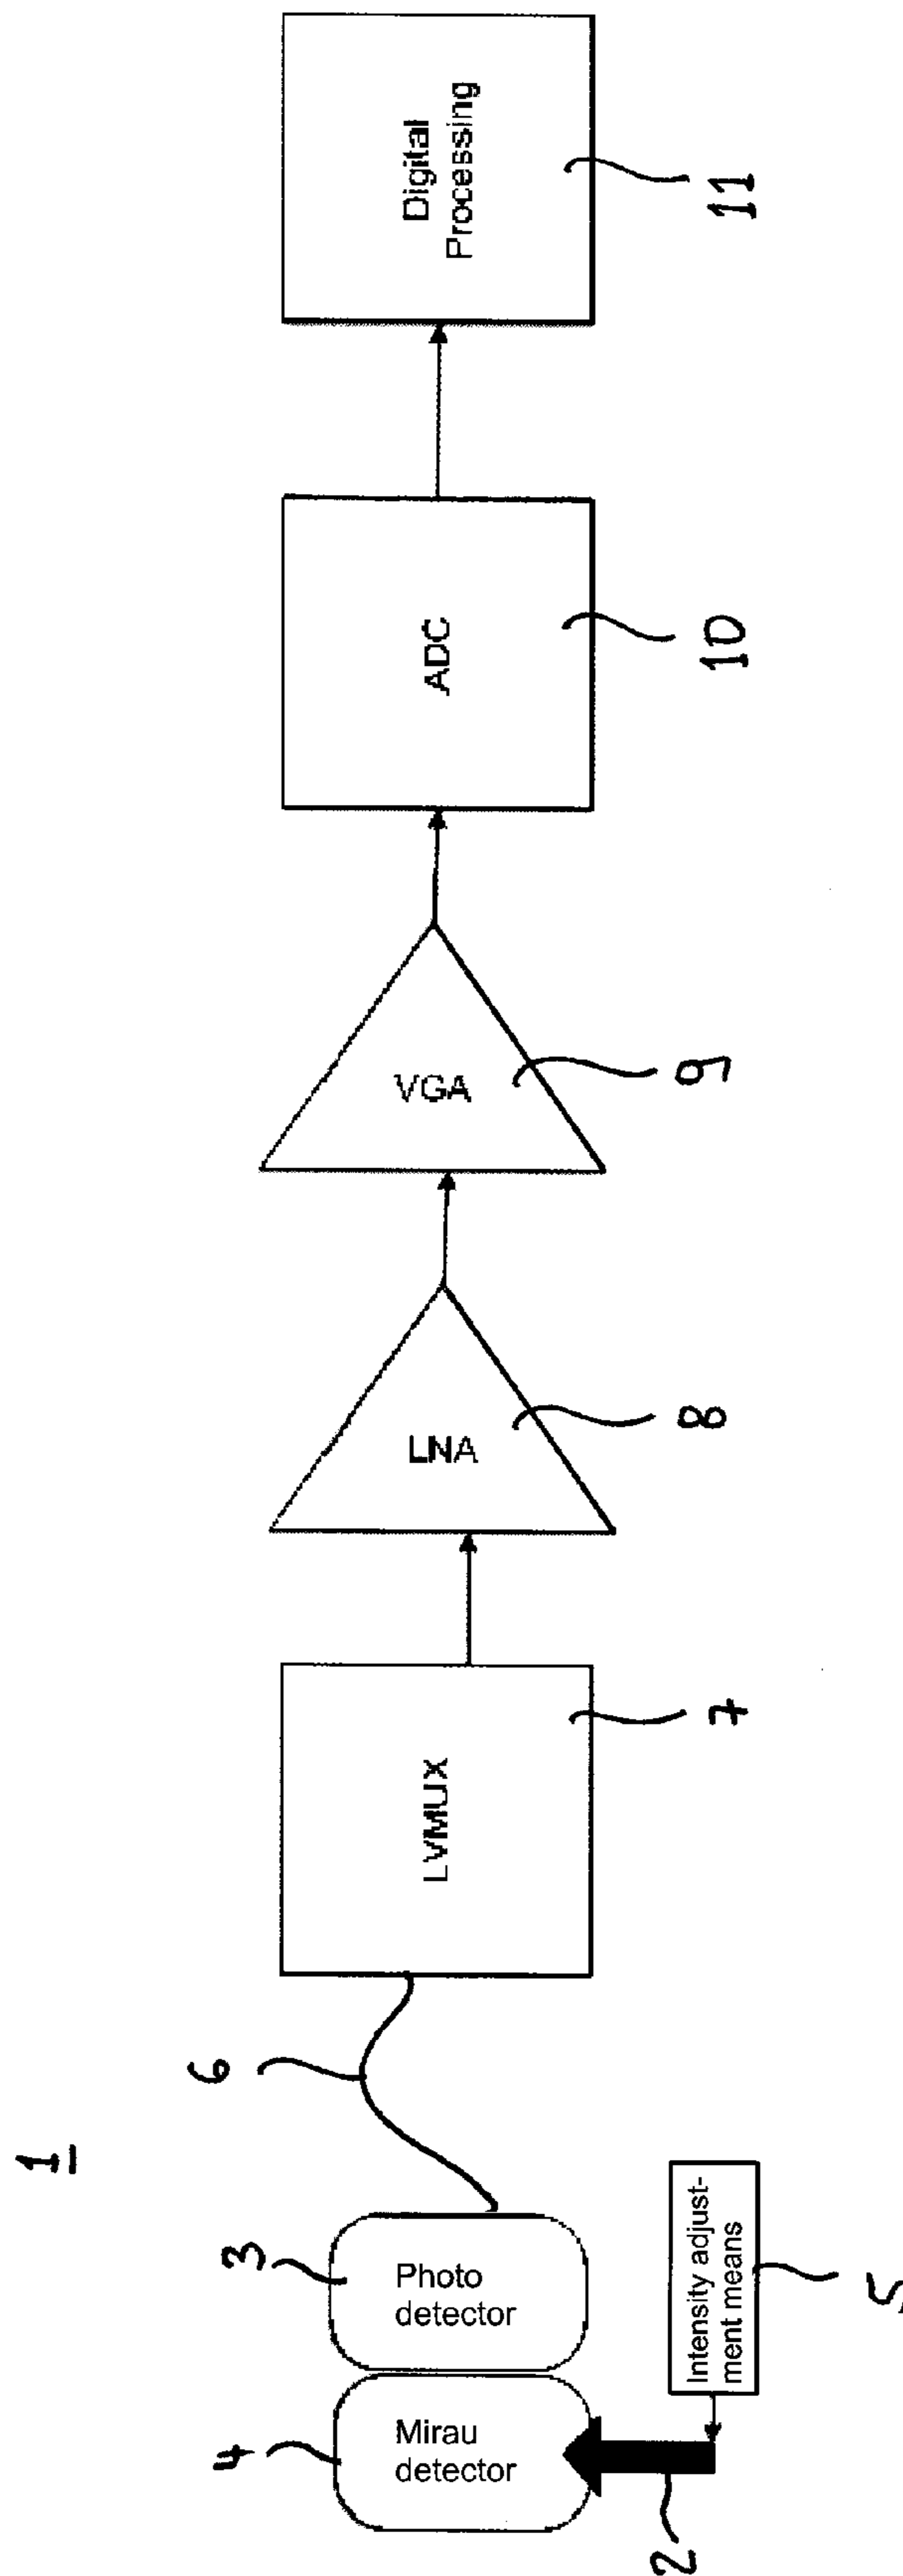 1
Digital
Processing
11
ADC
10
VGA
9
LNA
8
LVMUX
7
6
Photo
detector
3
Mirau
detector
4
Intensity adjust-
ment means
5
2